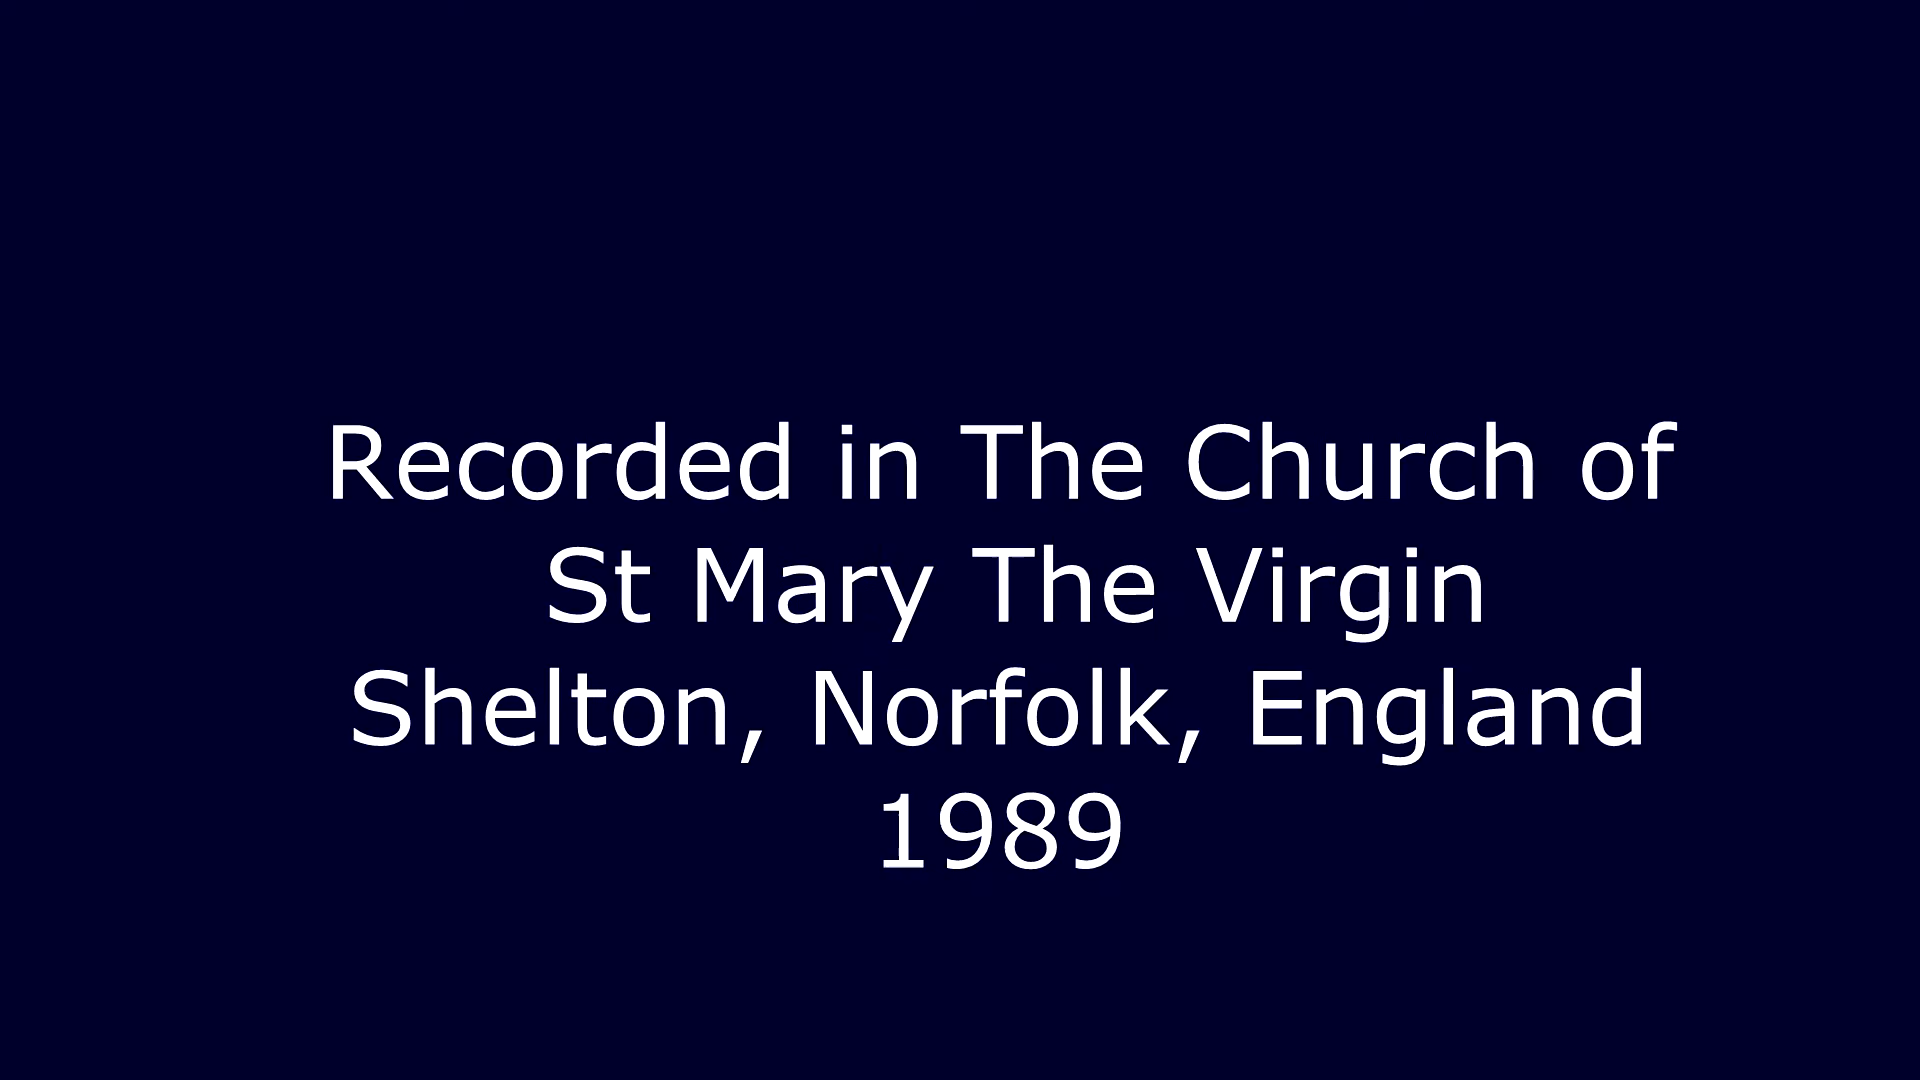 Recorded in The Church of
St Mary The Virgin
Shelton, Norfolk, England
1989